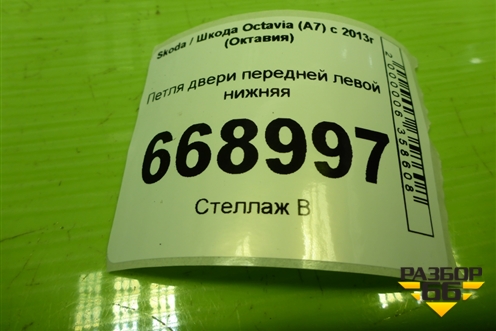 Skoda / Шкода Octavia (A7) с 2013г
(Октавия)
Петля двери передней левой
нижняя
668997
Стеллаж В
2000006358608
РАЗБОР
66